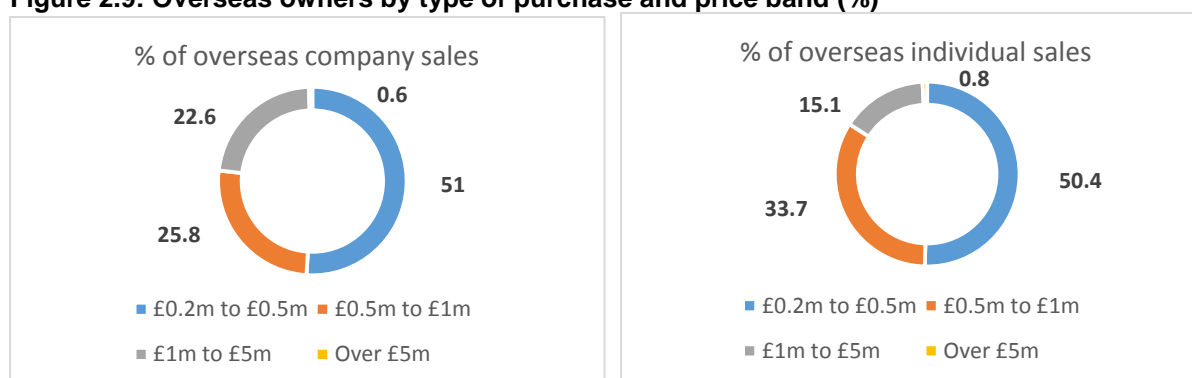 Figure 2.9: Overseas owners by type of purchase and price band (%)
% of overseas company sales
0.6
22.6
51
25.8
£0.2m to £0.5m £0.5m to £1m
£1m to £5m Over £5m
% of overseas individual sales
0.8
15.1
50.4
33.7
£0.2m to £0.5m £0.5m to £1m
£1m to £5m Over £5m